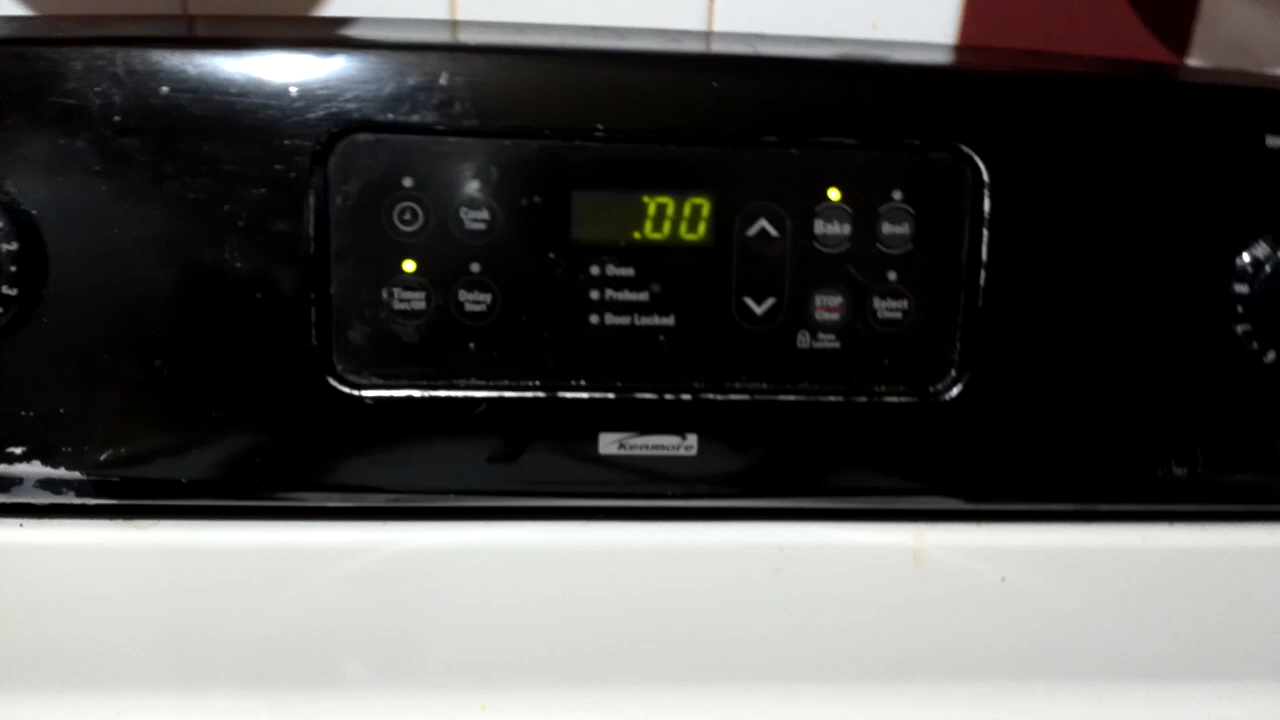 Cook
Time
:00
Bake
Broil
Timer
Set/Off
Delay
Start
Oven
Preheat
Door Locked
STOP
Clear
Select
Clean
Kenmore